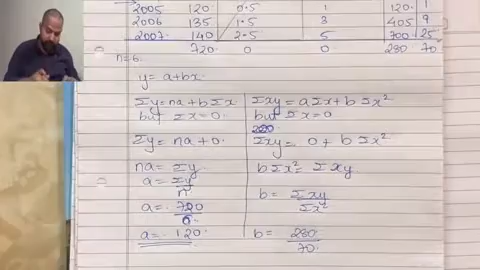 2005 120 0.5 1 120 1
2006 135 1.5 3 405 9
2007 140 2.5 5 700 25
720 0 0 280 70
n=6
y = a+bx
Σy=na+bΣx Σxy=aΣx+bΣx²
but Σx=0 but Σx=0
Σy= na+0 Σxy= 0+ bΣx²
na= Σy bΣx²= Σxy
a= Σy/n b= Σxy/Σx²
a= 720/6
a= 120 b= 280/70